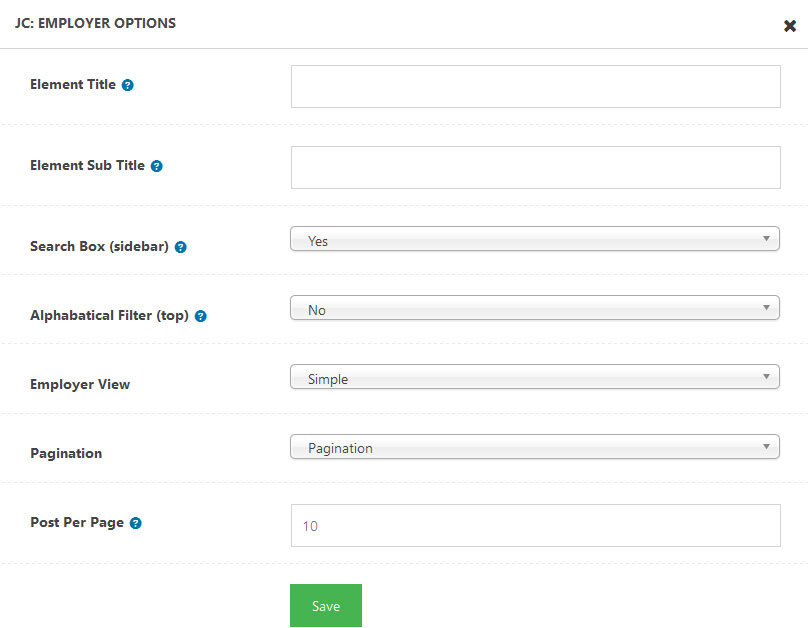 JC: EMPLOYER OPTIONS
Element Title
Element Sub Title
Search Box (sidebar)
Yes
Alphabatical Filter (top)
No
Employer View
Simple
Pagination
Pagination
Post Per Page
10
Save